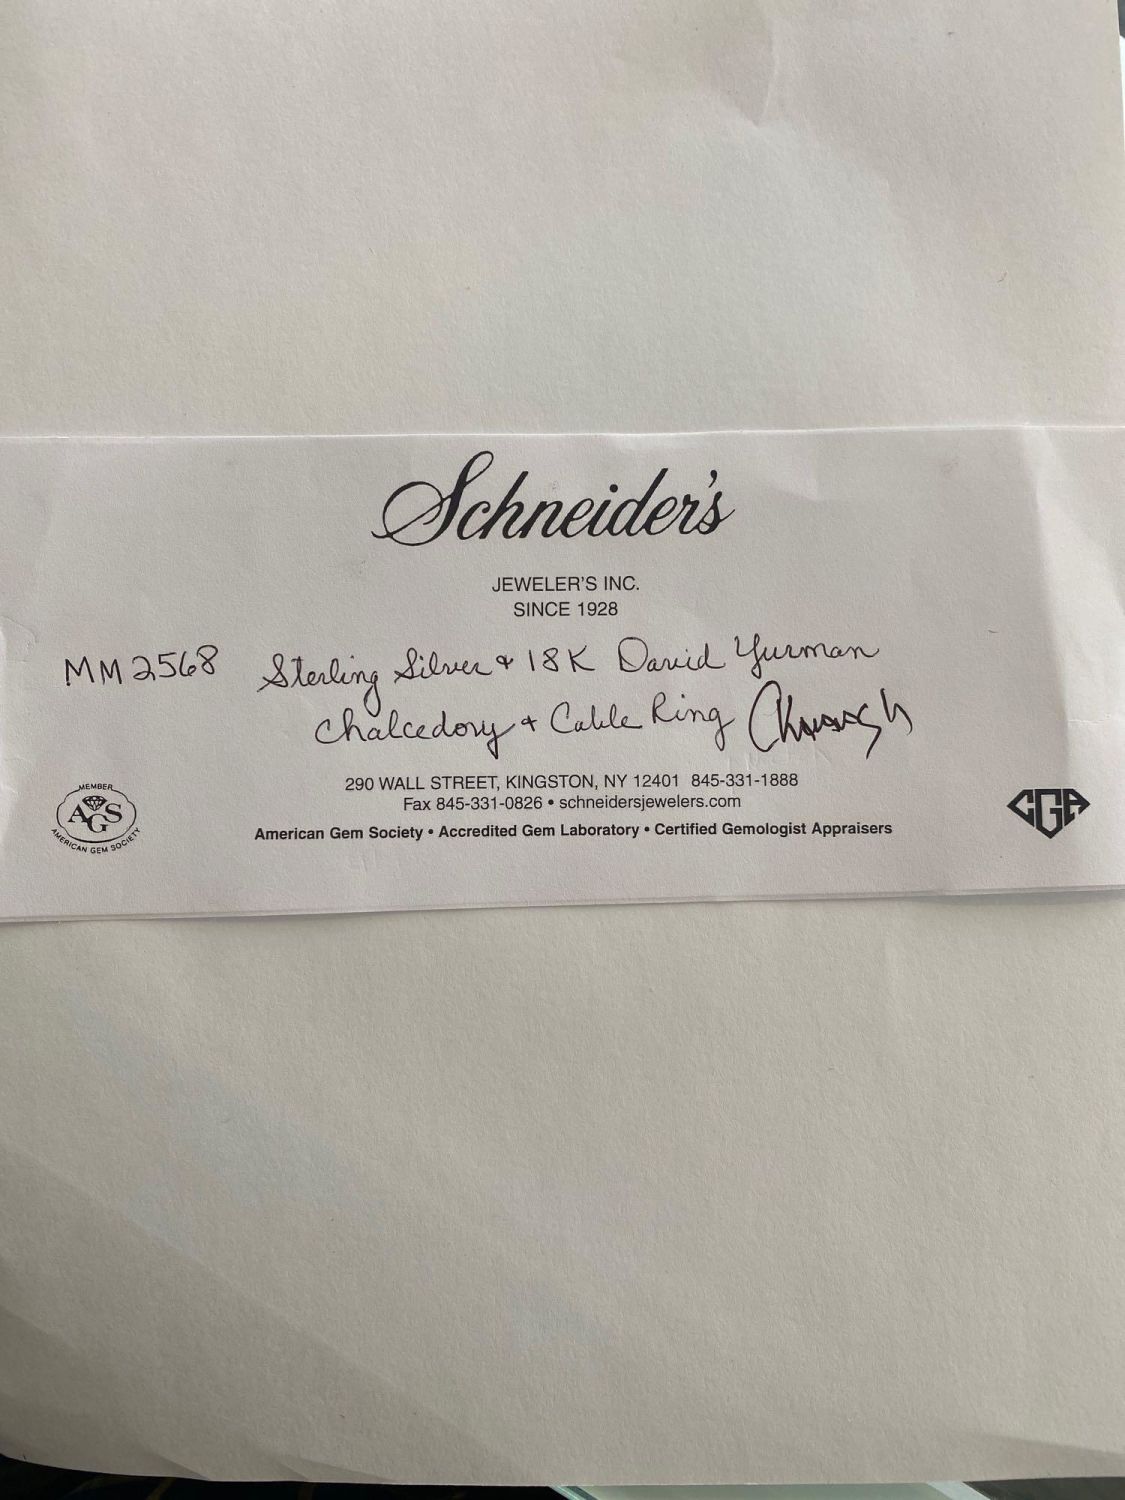 Schneider's
JEWELER'S INC.
SINCE 1928
MM2568 Sterling Silver + 18K David Yurman
Chalcedony + Cable Ring
290 WALL STREET, KINGSTON, NY 12401 845-331-1888
Fax 845-331-0826 • schneidersjewelers.com
American Gem Society • Accredited Gem Laboratory • Certified Gemologist Appraisers
MEMBER
AGS
AMERICAN GEM SOCIETY
CGA